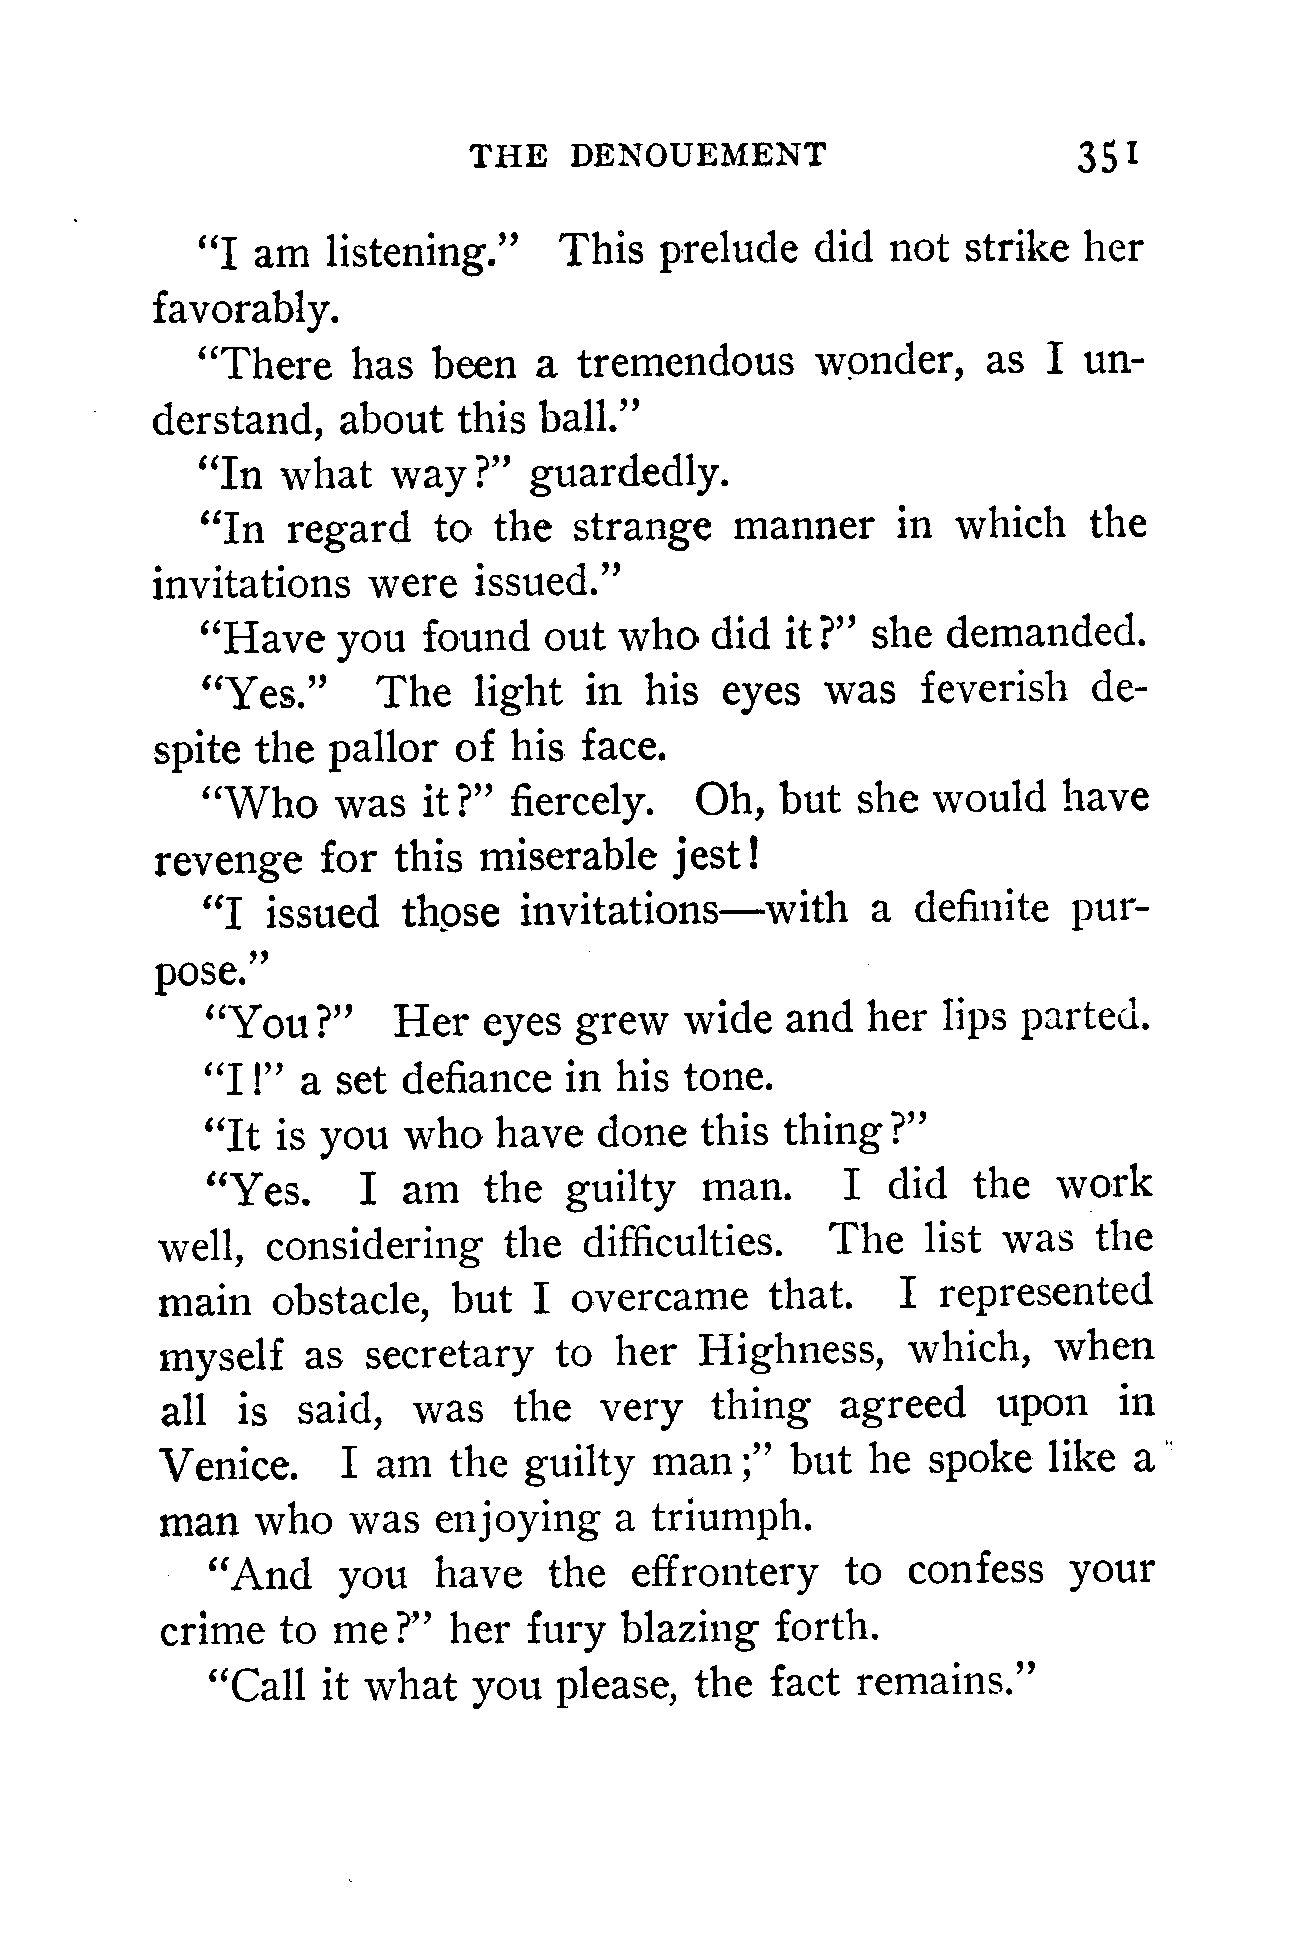 THE DENOUEMENT 351
“I am listening.” This prelude did not strike her
favorably.
“There has been a tremendous wonder, as I un-
derstand, about this ball.”
“In what way?” guardedly.
“In regard to the strange manner in which the
invitations were issued.”
“Have you found out who did it?” she demanded.
“Yes.” The light in his eyes was feverish de-
spite the pallor of his face.
“Who was it?” fiercely. Oh, but she would have
revenge for this miserable jest!
“I issued those invitations—with a definite pur-
pose.”
“You?” Her eyes grew wide and her lips parted.
“I!” a set defiance in his tone.
“It is you who have done this thing?”
“Yes. I am the guilty man. I did the work
well, considering the difficulties. The list was the
main obstacle, but I overcame that. I represented
myself as secretary to her Highness, which, when
all is said, was the very thing agreed upon in
Venice. I am the guilty man;” but he spoke like a
man who was enjoying a triumph.
“And you have the effrontery to confess your
crime to me?” her fury blazing forth.
“Call it what you please, the fact remains.”